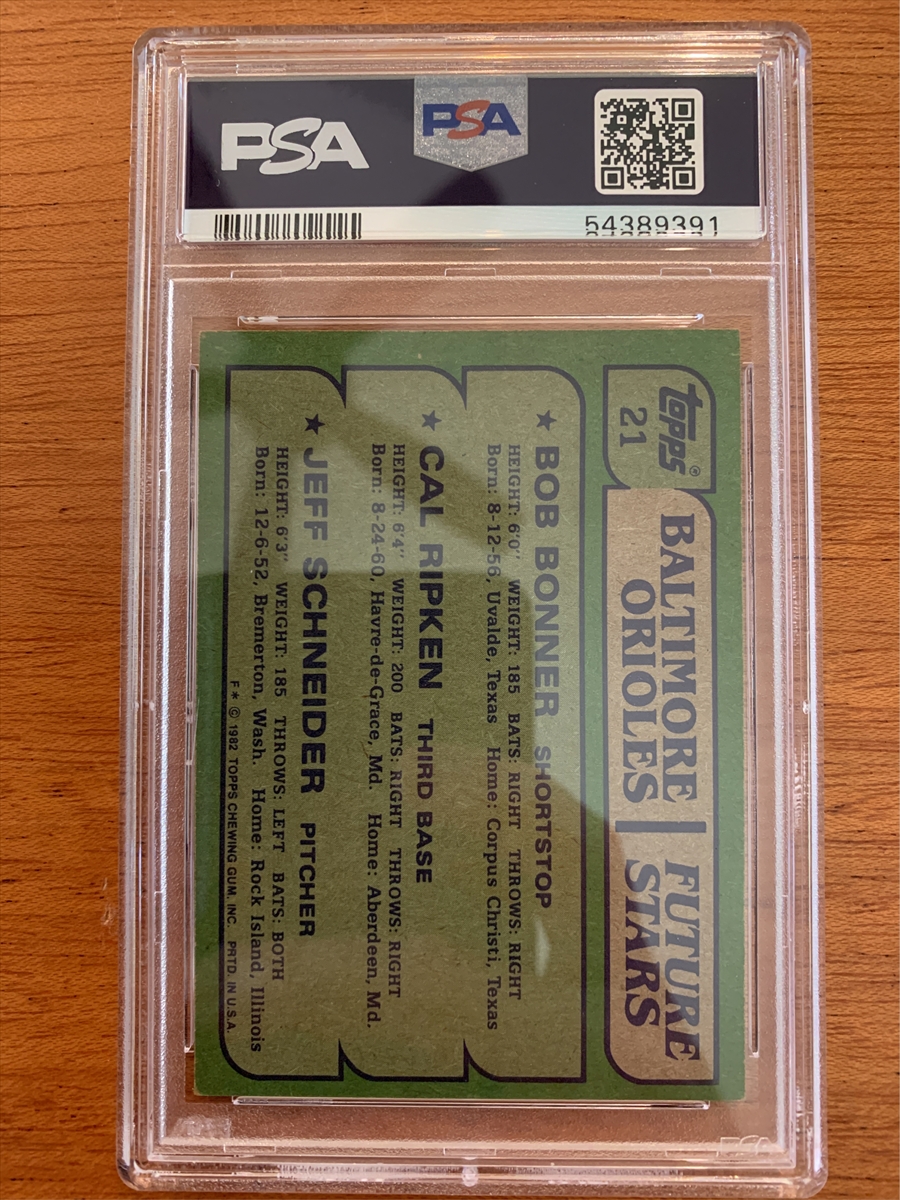 PSA
PSA
54389391
topps®
21
BALTIMORE
ORIOLES
FUTURE
STARS
★ BOB BONNER SHORTSTOP
HEIGHT: 6'0" WEIGHT: 185 BATS: RIGHT THROWS: RIGHT
Born: 8-12-56, Uvalde, Texas Home: Corpus Christi, Texas
★ CAL RIPKEN THIRD BASE
HEIGHT: 6'4" WEIGHT: 200 BATS: RIGHT THROWS: RIGHT
Born: 8-24-60, Havre-de-Grace, Md. Home: Aberdeen, Md.
★ JEFF SCHNEIDER PITCHER
HEIGHT: 6'3" WEIGHT: 185 THROWS: LEFT BATS: BOTH
Born: 12-6-52, Bremerton, Wash. Home: Rock Island, Illinois
F* © 1982 TOPPS CHEWING GUM, INC. PRTD. IN U.S.A.
PSA